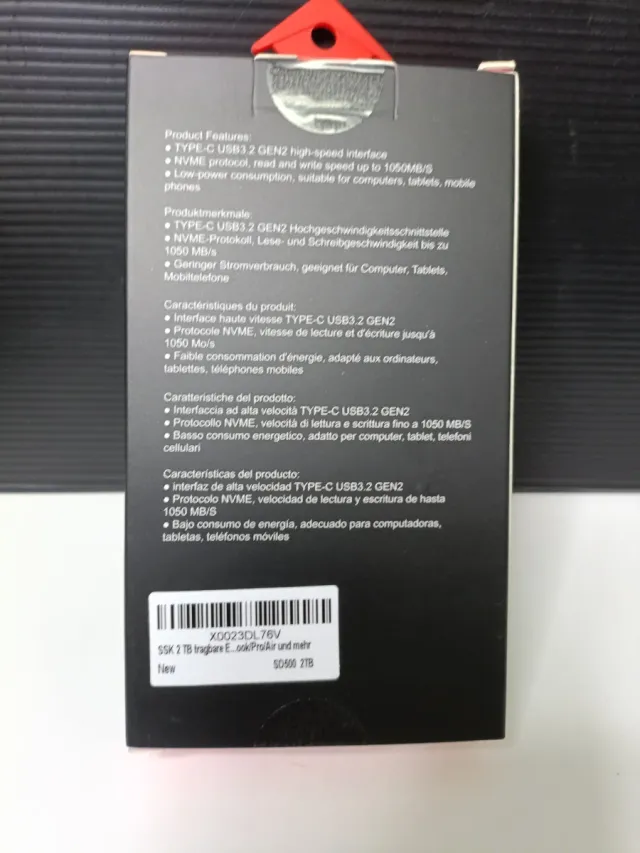 Product Features:
● TYPE-C USB3.2 GEN2 high-speed interface
● NVME protocol, read and write speed up to 1050MB/S
● Low-power consumption, suitable for computers, tablets, mobile
phones
Produktmerkmale:
● TYPE-C USB3.2 GEN2 Hochgeschwindigkeitsschnittstelle
● NVME-Protokoll, Lese- und Schreibgeschwindigkeit bis zu
1050 MB/s
● Geringer Stromverbrauch, geeignet für Computer, Tablets,
Mobiltelefone
Caractéristiques du produit:
● Interface haute vitesse TYPE-C USB3.2 GEN2
● Protocole NVME, vitesse de lecture et d'écriture jusqu'à
1050 Mo/s
● Faible consommation d'énergie, adapté aux ordinateurs,
tablettes, téléphones mobiles
Caratteristiche del prodotto:
● Interfaccia ad alta velocità TYPE-C USB3.2 GEN2
● Protocollo NVME, velocità di lettura e scrittura fino a 1050 MB/S
● Basso consumo energetico, adatto per computer, tablet, telefoni
cellulari
Características del producto:
● Interfaz de alta velocidad TYPE-C USB3.2 GEN2
● Protocolo NVME, velocidad de lectura y escritura de hasta
1050 MB/S
● Bajo consumo de energía, adecuado para computadoras,
tabletas, teléfonos móviles
X0023DL76V
SSK 2 TB tragbare E...ook/Pro/Air und mehr
New SD500 2TB